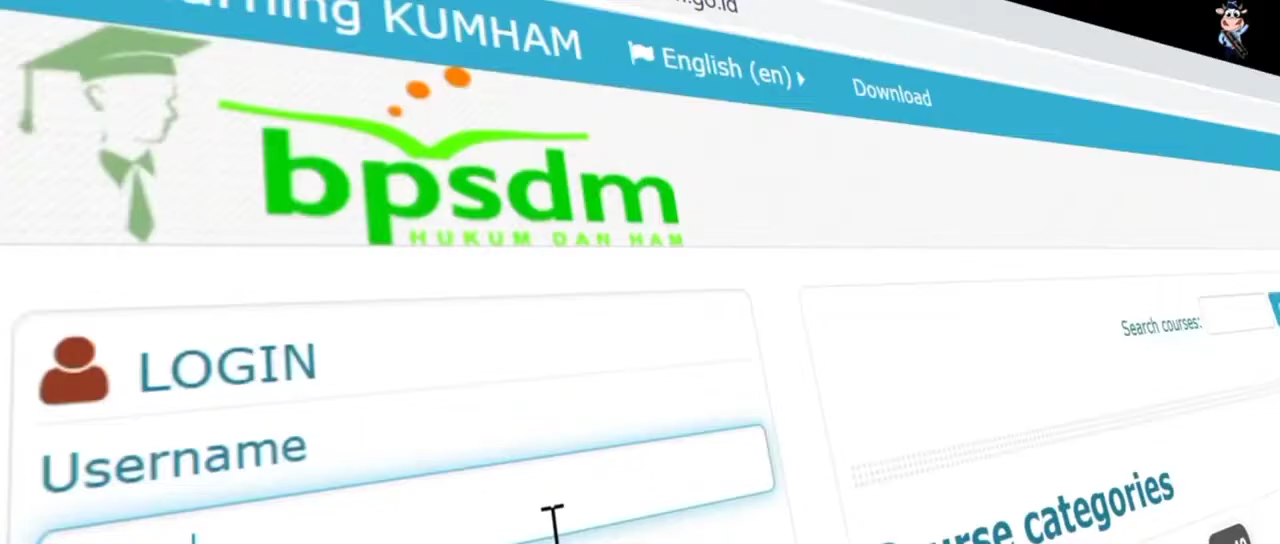 KUMHAM
English (en)
Download
bpsdm
HUKUM DAN HAM
LOGIN
Username
Search courses:
categories